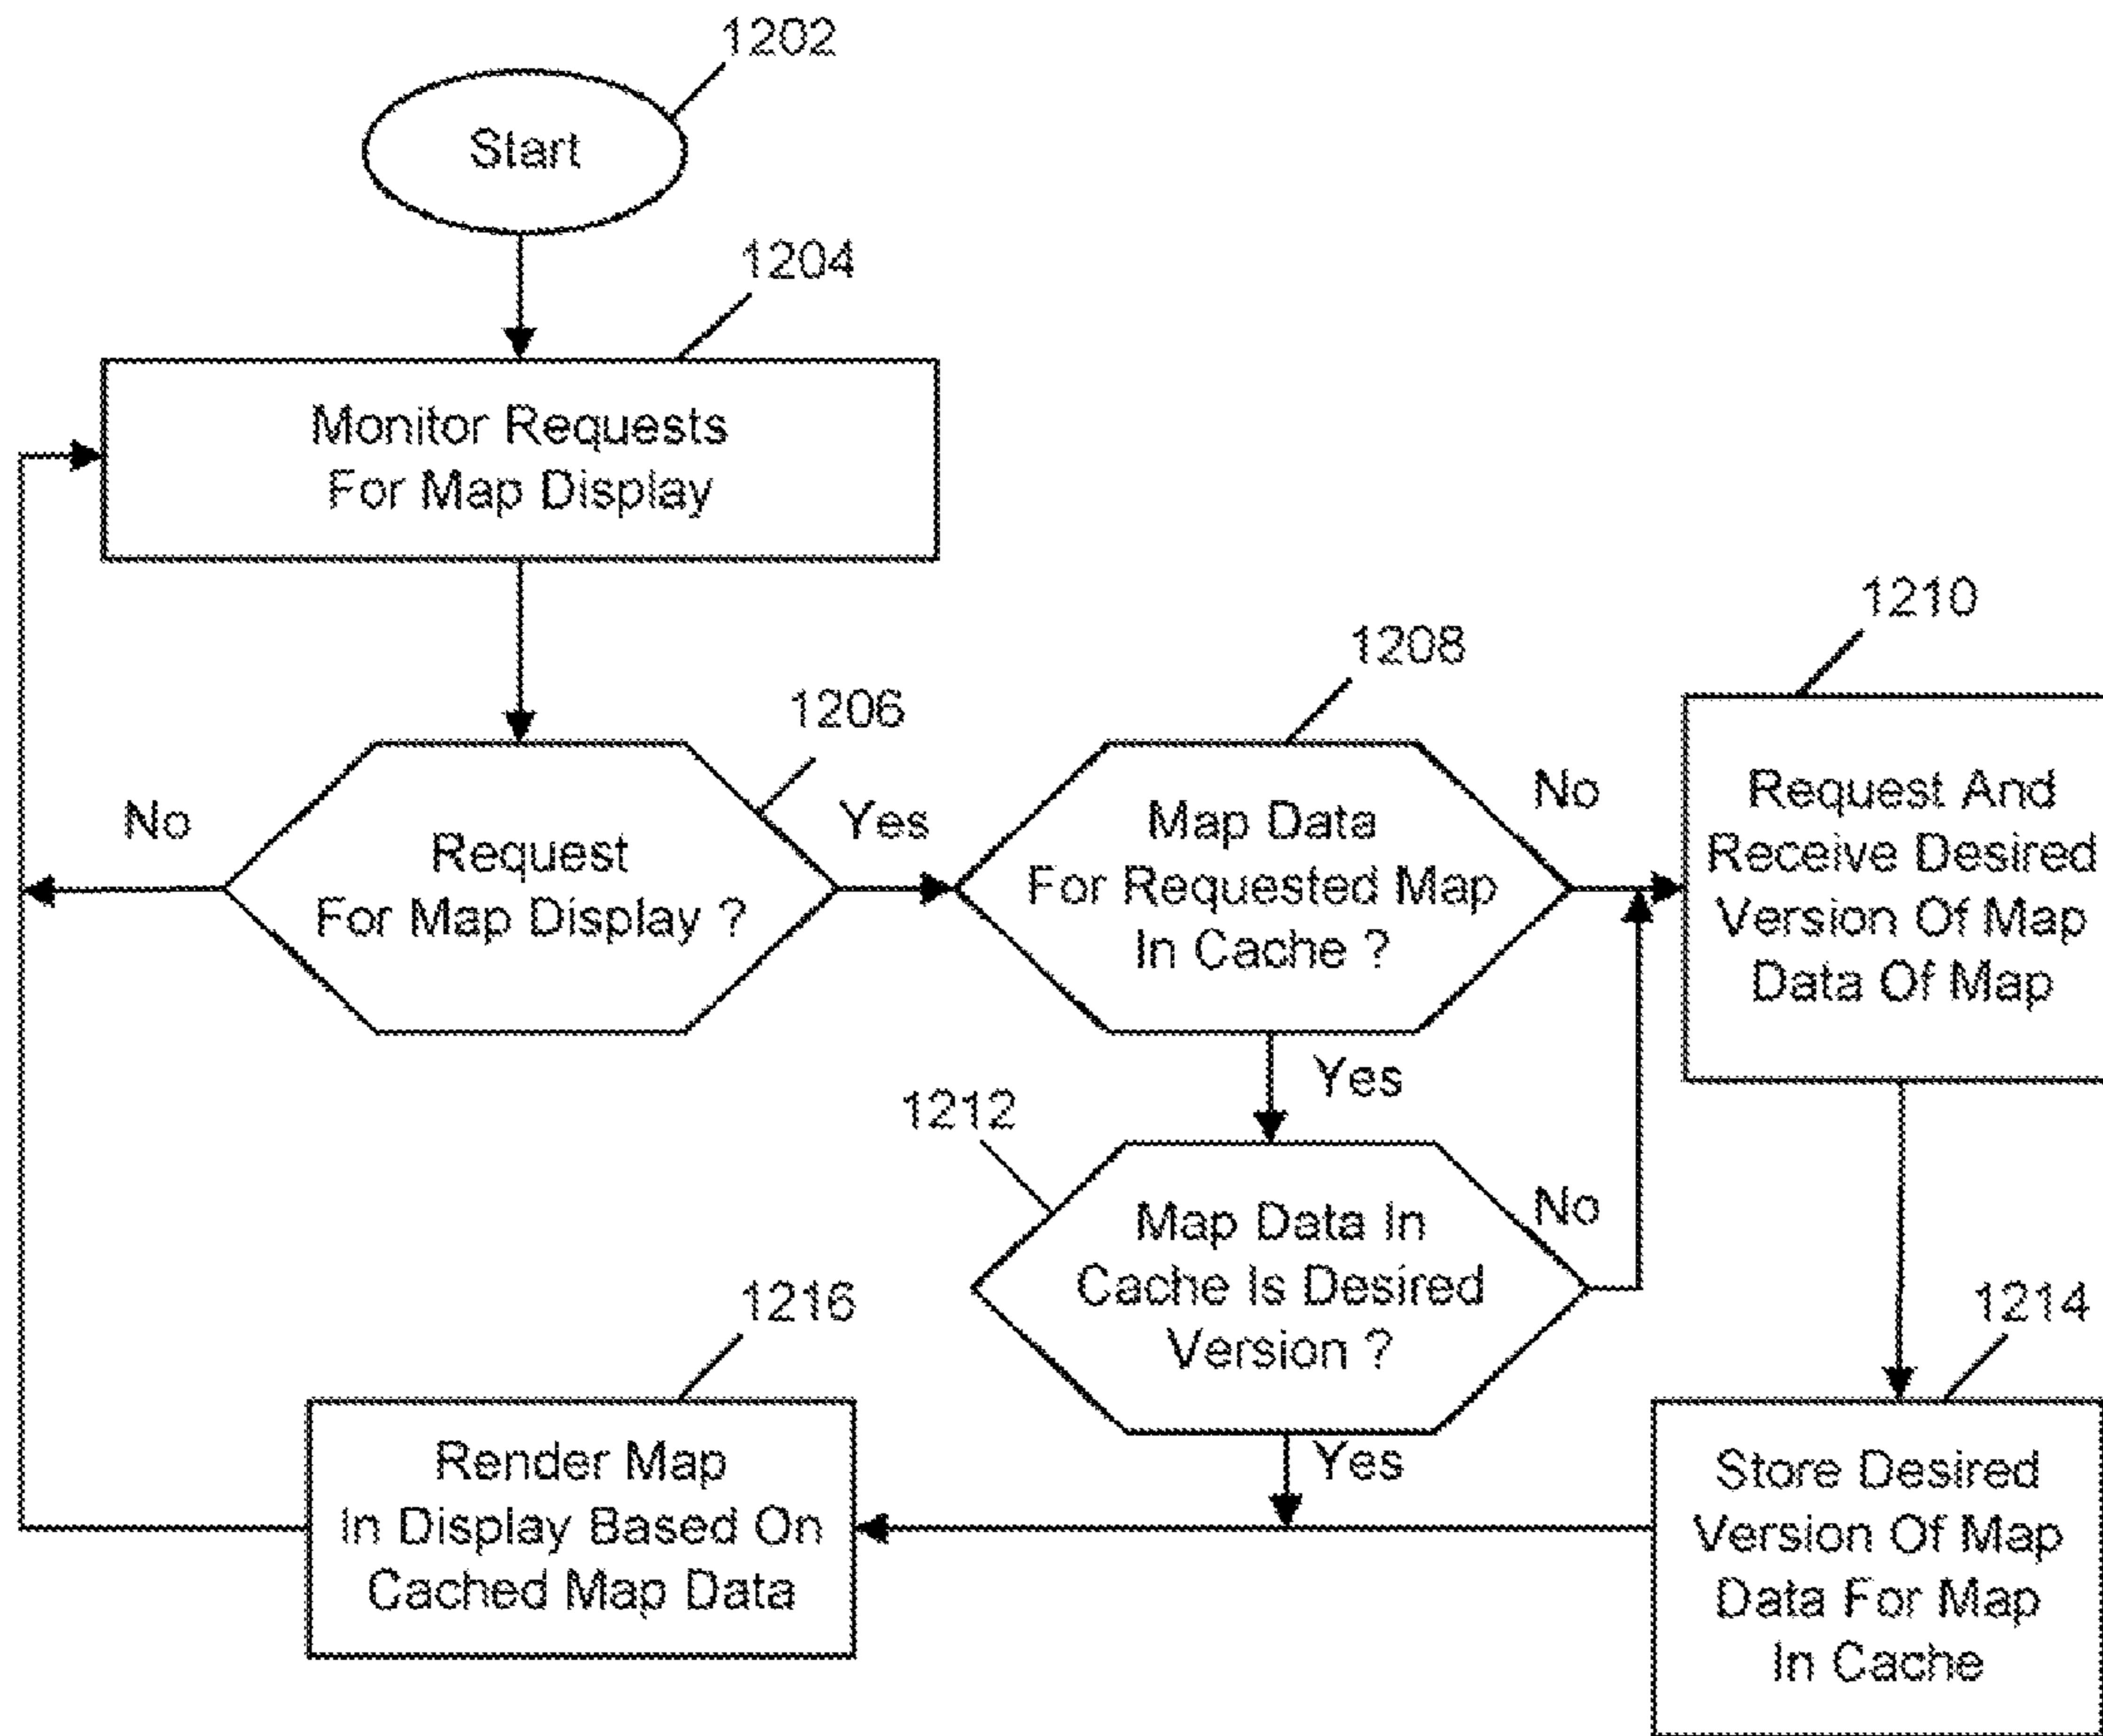 1202
Start
1204
Monitor Requests
For Map Display
1206
No
Request
For Map Display ?
Yes
1208
Map Data
For Requested Map
In Cache ?
No
1210
Request And
Receive Desired
Version Of Map
Data Of Map
Yes
1212
Map Data In
Cache Is Desired
Version ?
No
Yes
1214
Store Desired
Version Of Map
Data For Map
In Cache
1216
Render Map
In Display Based On
Cached Map Data